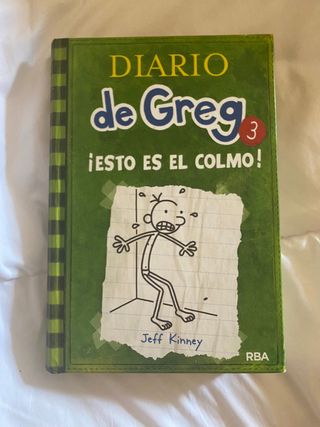 DIARIO
de Greg 3
¡ESTO ES EL COLMO!
Jeff Kinney
RBA